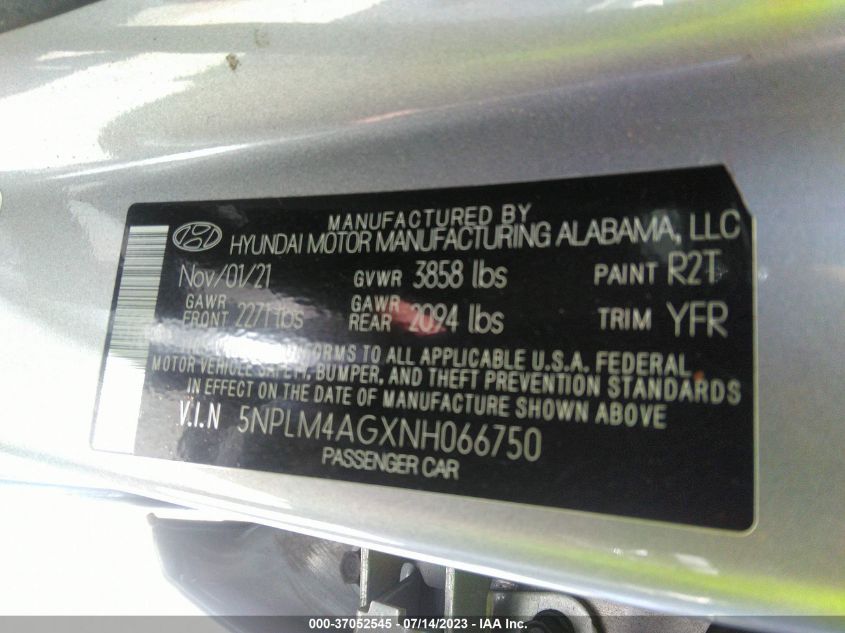 MANUFACTURED BY
HYUNDAI MOTOR MANUFACTURING ALABAMA, LLC
Nov/01/21 GVWR 3858 lbs PAINT R2T
GAWR FRONT 2271 lbs GAWR REAR 2094 lbs TRIM YFR
TO ALL APPLICABLE U.S.A. FEDERAL
MOTOR VEHICLE SAFETY, BUMPER, AND THEFT PREVENTION STANDARDS
IN EFFECT ON THE DATE OF MANUFACTURE SHOWN ABOVE
V.I.N 5NPLM4AGXNH066750
PASSENGER CAR
000-37052545 - 07/14/2023 - IAA Inc.